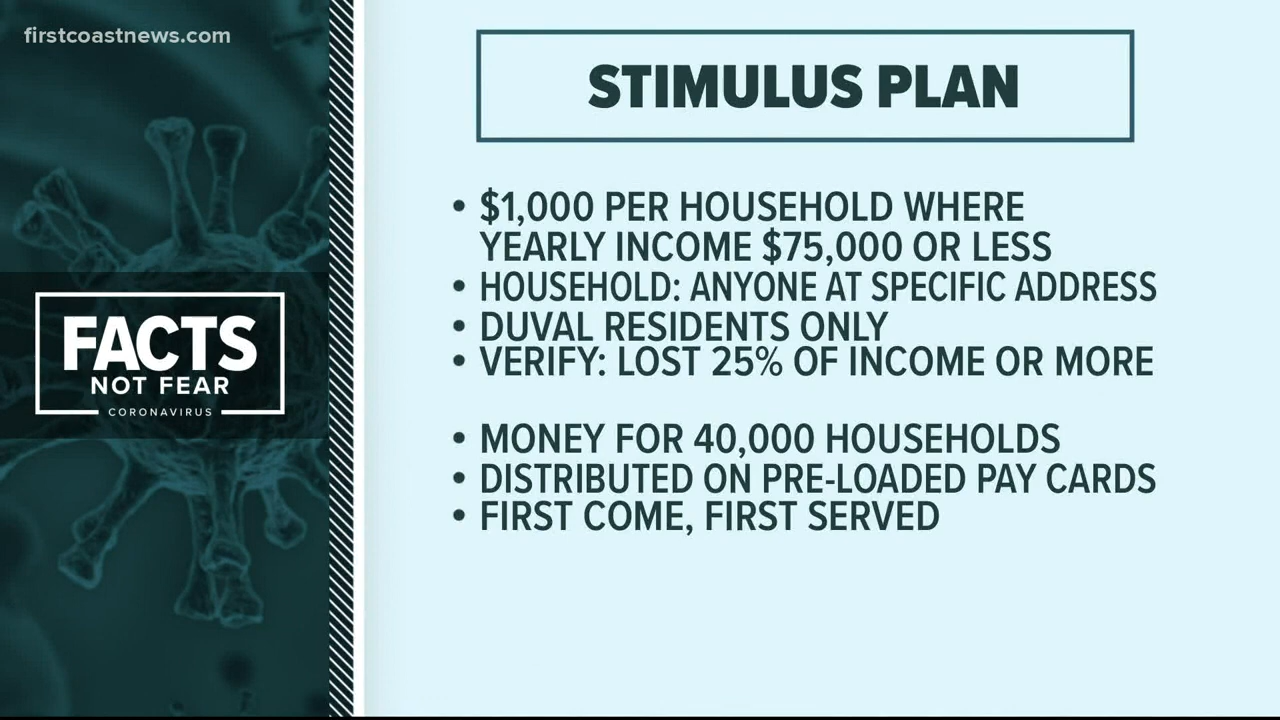 firstcoastnews.com
FACTS
NOT FEAR
CORONAVIRUS
STIMULUS PLAN
• $1,000 PER HOUSEHOLD WHERE
YEARLY INCOME $75,000 OR LESS
• HOUSEHOLD: ANYONE AT SPECIFIC ADDRESS
• DUVAL RESIDENTS ONLY
• VERIFY: LOST 25% OF INCOME OR MORE
• MONEY FOR 40,000 HOUSEHOLDS
• DISTRIBUTED ON PRE-LOADED PAY CARDS
• FIRST COME, FIRST SERVED